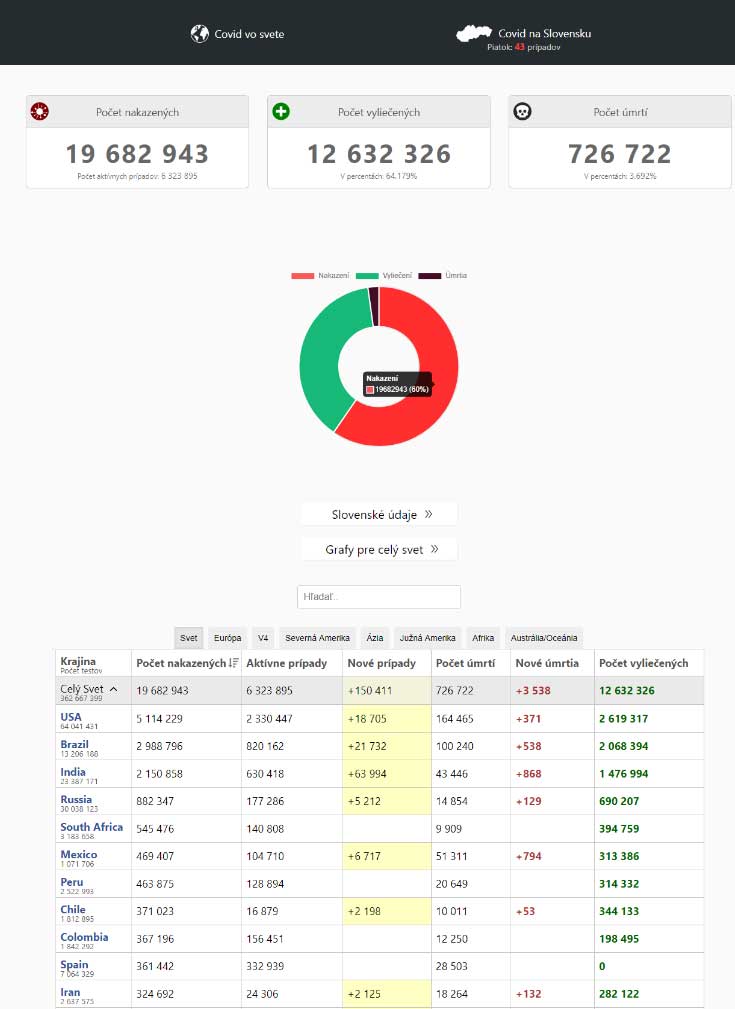 Covid vo svete
Covid na Slovensku
Piatok: 43 prípadov
Počet nakazených
19 682 943
Počet aktívnych prípadov: 6 323 895
Počet vyliečených
12 632 326
V percentách: 64.179%
Počet úmrtí
726 722
V percentách: 3.692%
Nakazení Vyliečení Úmrtia
Nakazení
19682943 (60%)
Slovenské údaje »
Grafy pre celý svet »
Hľadať..
Svet Európa V4 Severná Amerika Ázia Južná Amerika Afrika Austrália/Oceánia
Krajina Počet nakazených Aktívne prípady Nové prípady Počet úmrtí Nové úmrtia Počet vyliečených
Počet testov
Celý Svet 19 682 943 6 323 895 +150 411 726 722 +3 538 12 632 326
362 667 399
USA 5 114 229 2 330 447 +18 705 164 465 +371 2 619 317
64 041 431
Brazil 2 988 796 820 162 +21 732 100 240 +538 2 068 394
13 206 188
India 2 150 858 630 418 +63 994 43 446 +868 1 476 994
23 387 171
Russia 882 347 177 286 +5 212 14 854 +129 690 207
30 038 123
South Africa 545 476 140 808 9 909 394 759
3 183 658
Mexico 469 407 104 710 +6 717 51 311 +794 313 386
1 071 706
Peru 463 875 128 894 20 649 314 332
2 522 993
Chile 371 023 16 879 +2 198 10 011 +53 344 133
1 812 895
Colombia 367 196 156 451 12 250 198 495
1 842 292
Spain 361 442 332 939 28 503 0
7 064 329
Iran 324 692 24 306 +2 125 18 264 +132 282 122
2 637 575